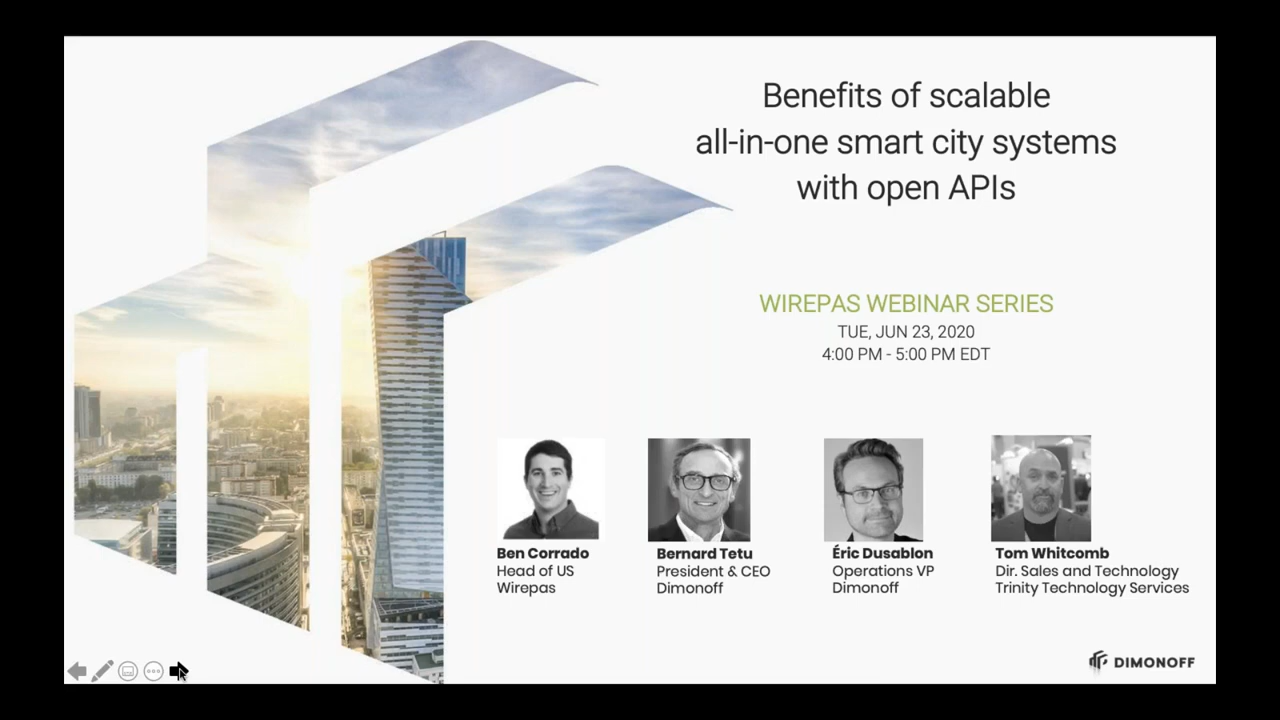 Benefits of scalable
all-in-one smart city systems
with open APIs
WIREPAS WEBINAR SERIES
TUE, JUN 23, 2020
4:00 PM - 5:00 PM EDT
Ben Corrado
Head of US
Wirepas
Bernard Tetu
President & CEO
Dimonoff
Éric Dusablon
Operations VP
Dimonoff
Tom Whitcomb
Dir. Sales and Technology
Trinity Technology Services
DIMONOFF